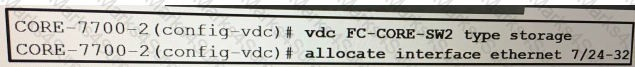 CORE-7700-2(config-vdc)# vdc FC-CORE-SW2 type storage
CORE-7700-2(config-vdc)# allocate interface ethernet 7/24-32